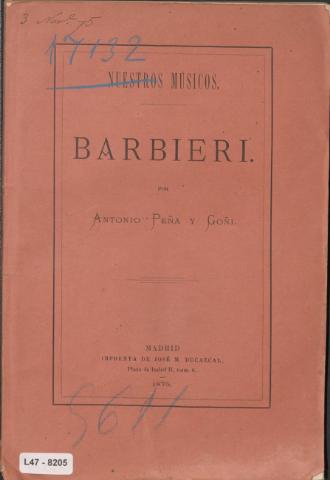 3 Nov.e 75
17132
NUESTROS MÚSICOS.
BARBIERI.
POR
ANTONIO PEÑA Y GOÑI.
MADRID
IMPRENTA DE JOSÉ M. DUCAZCAL,
Plaza de Isabel II, núm. 6.
1875.
5611
L47 - 8205